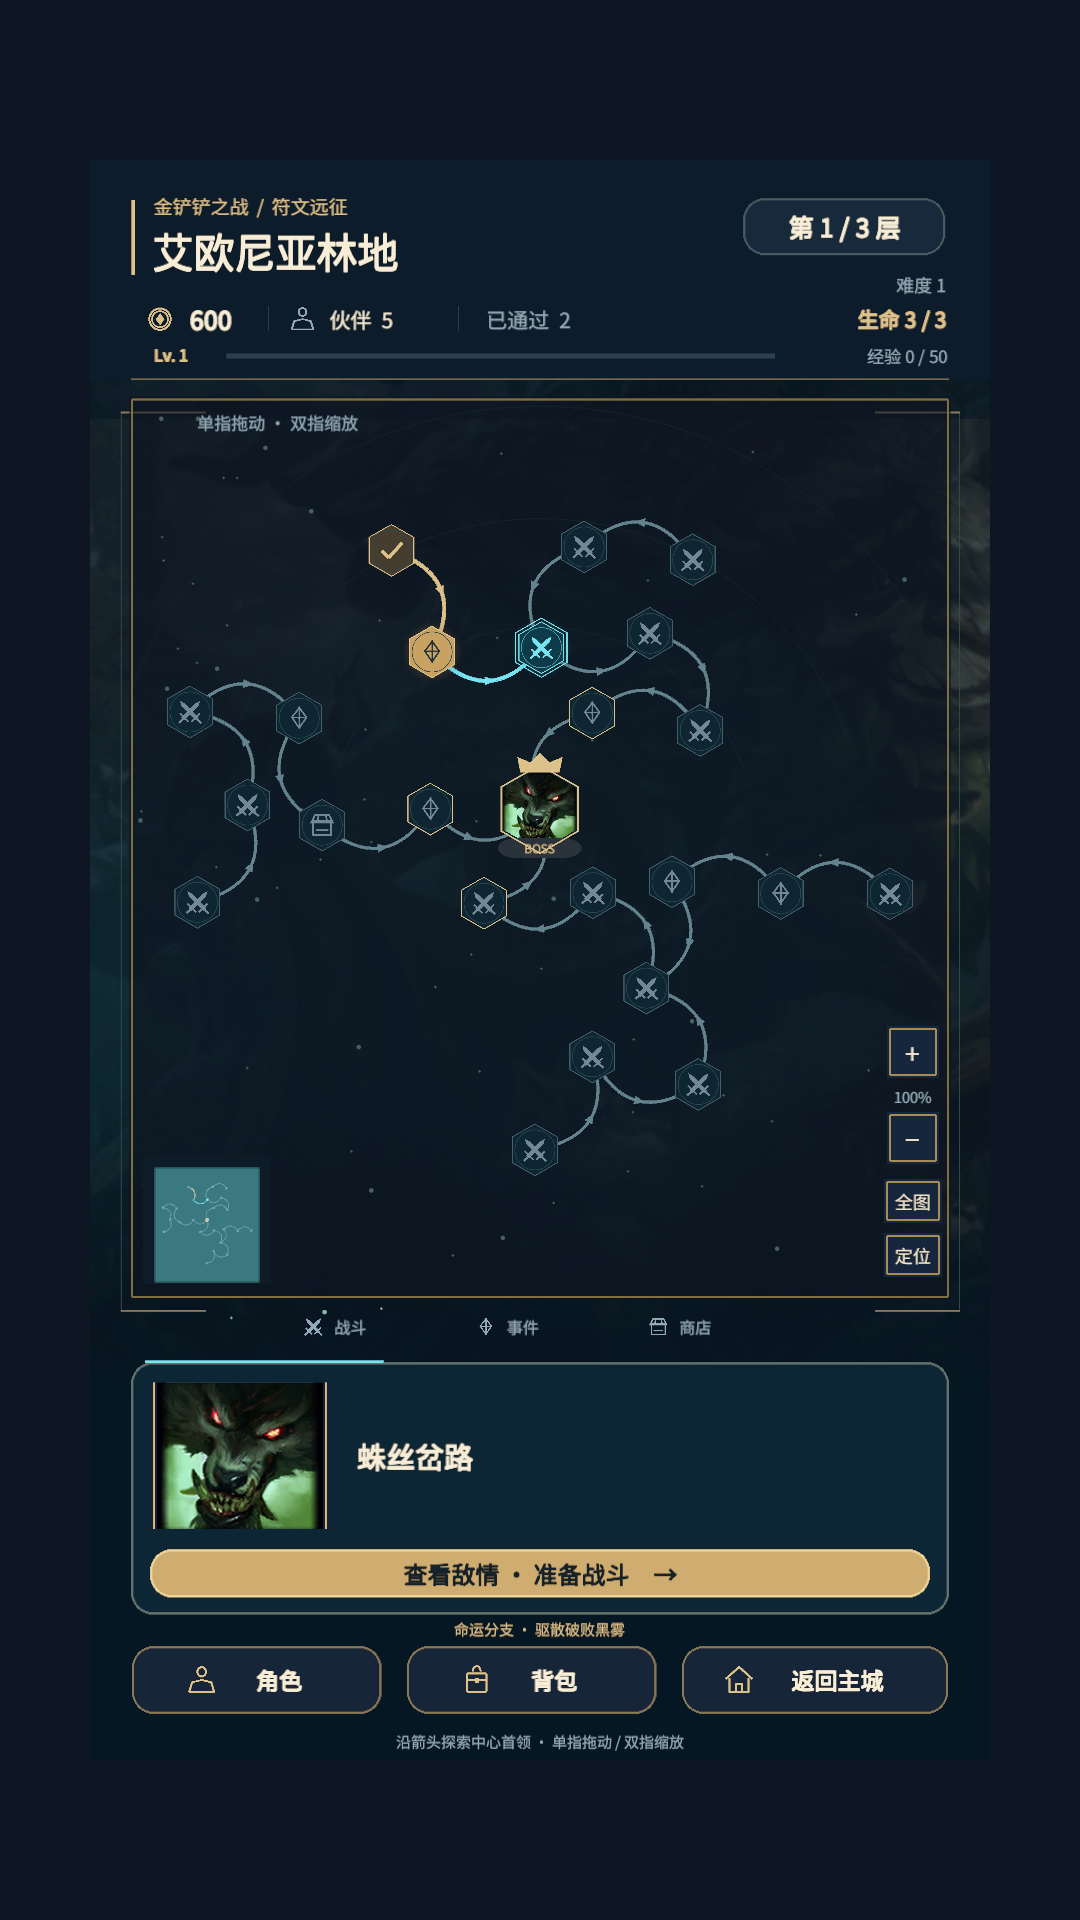 金铲铲之战 / 符文远征
艾欧尼亚林地
第 1 / 3 层
难度 1
600
伙伴 5
已通过 2
生命 3 / 3
Lv. 1
经验 0 / 50
单指拖动 · 双指缩放
BOSS
+
100%
−
全图
定位
战斗
事件
商店
蛛丝岔路
查看敌情 · 准备战斗 →
命运分支 · 驱散破败黑雾
角色
背包
返回主城
沿箭头探索中心首领 · 单指拖动 / 双指缩放